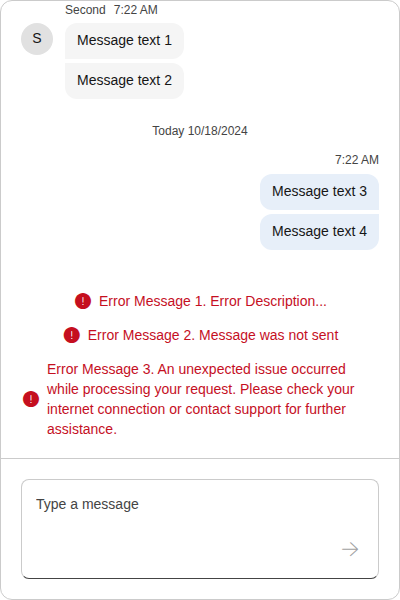 Second 7:22 AM
S
Message text 1
Message text 2
Today 10/18/2024
7:22 AM
Message text 3
Message text 4
! Error Message 1. Error Description...
! Error Message 2. Message was not sent
Error Message 3. An unexpected issue occurred
while processing your request. Please check your
! internet connection or contact support for further
assistance.
Type a message